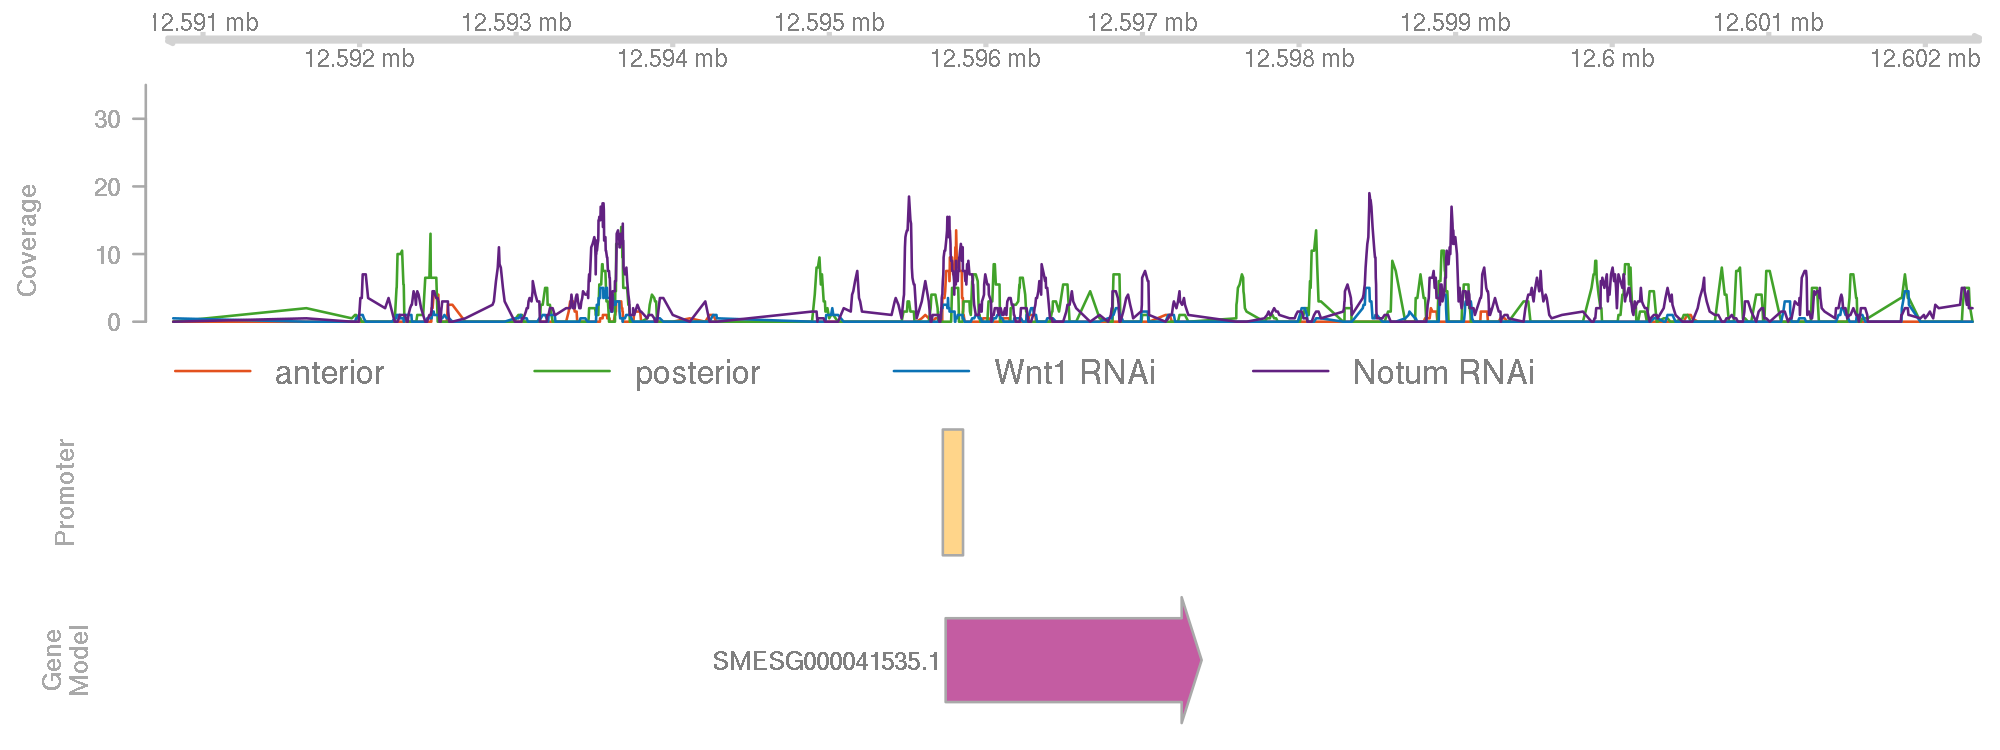 12.591 mb 12.593 mb 12.595 mb 12.597 mb 12.599 mb 12.601 mb
12.592 mb 12.594 mb 12.596 mb 12.598 mb 12.6 mb 12.602 mb
Coverage
30
20
10
0
anterior posterior Wnt1 RNAi Notum RNAi
Promoter
Gene
Model
SMESG000041535.1